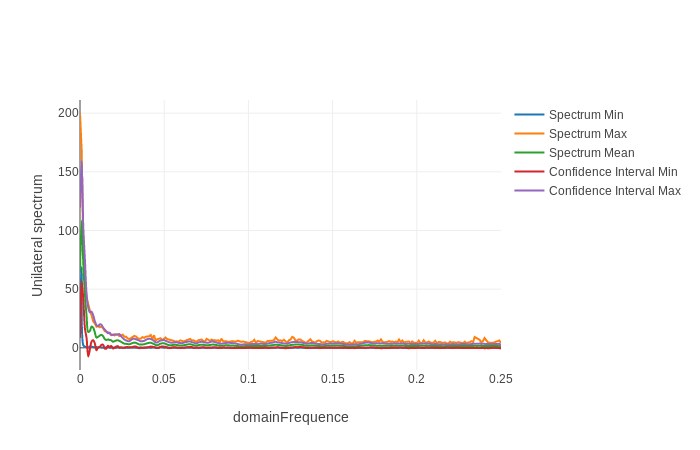 200
150
100
50
0
0
0.05
0.1
0.15
0.2
0.25
Unilateral spectrum
domainFrequence
Spectrum Min
Spectrum Max
Spectrum Mean
Confidence Interval Min
Confidence Interval Max